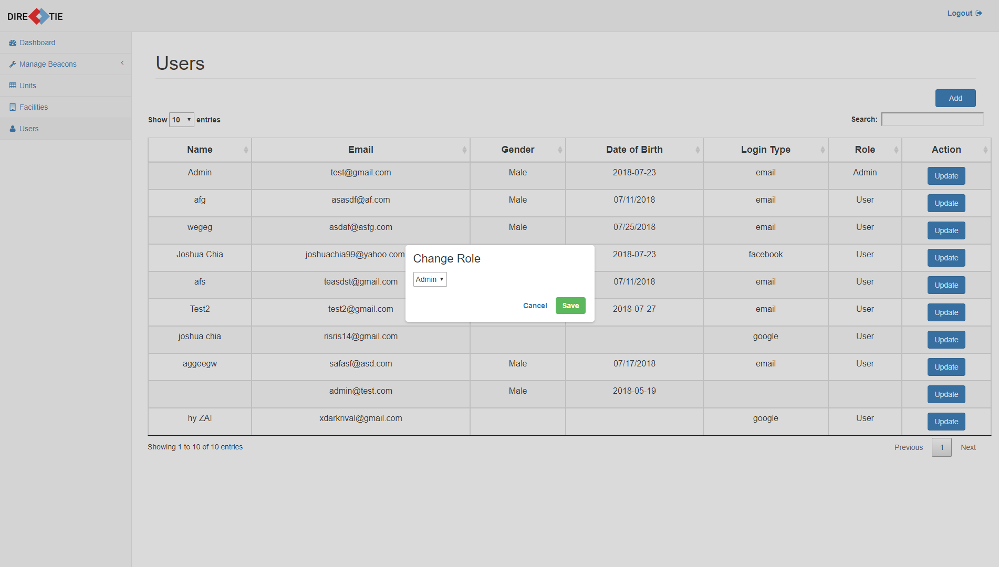 DIRE TIE
Logout
Dashboard
Manage Beacons
Units
Facilities
Users
Users
Add
Show 10 entries
Search:
Name Email Gender Date of Birth Login Type Role Action
Admin test@gmail.com Male 2018-07-23 email Admin Update
afg asasdf@af.com Male 07/11/2018 email User Update
wegeg asdaf@asfg.com Male 07/25/2018 email User Update
Joshua Chia joshuachia99@yahoo.com 2018-07-23 facebook User Update
afs teasdst@gmail.com 07/11/2018 email User Update
Test2 test2@gmail.com 2018-07-27 email User Update
joshua chia risris14@gmail.com google User Update
aggeegw safasf@asd.com Male 07/17/2018 email User Update
admin@test.com Male 2018-05-19 Update
hy ZAI xdarkrival@gmail.com google User Update
Change Role
Admin
Cancel Save
Showing 1 to 10 of 10 entries
Previous 1 Next